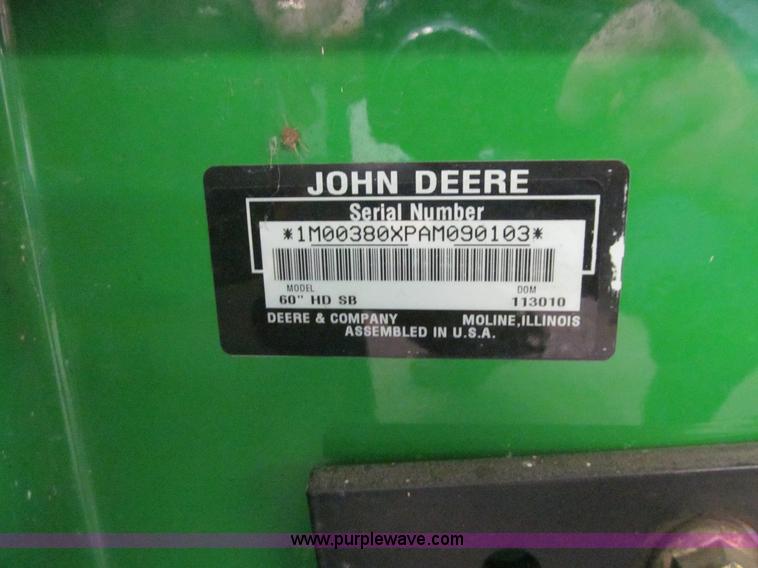 JOHN DEERE
Serial Number
*1M00380XPAM090103*
MODEL DOM
60" HD SB 113010
DEERE & COMPANY MOLINE,ILLINOIS
ASSEMBLED IN U.S.A.
www.purplewave.com